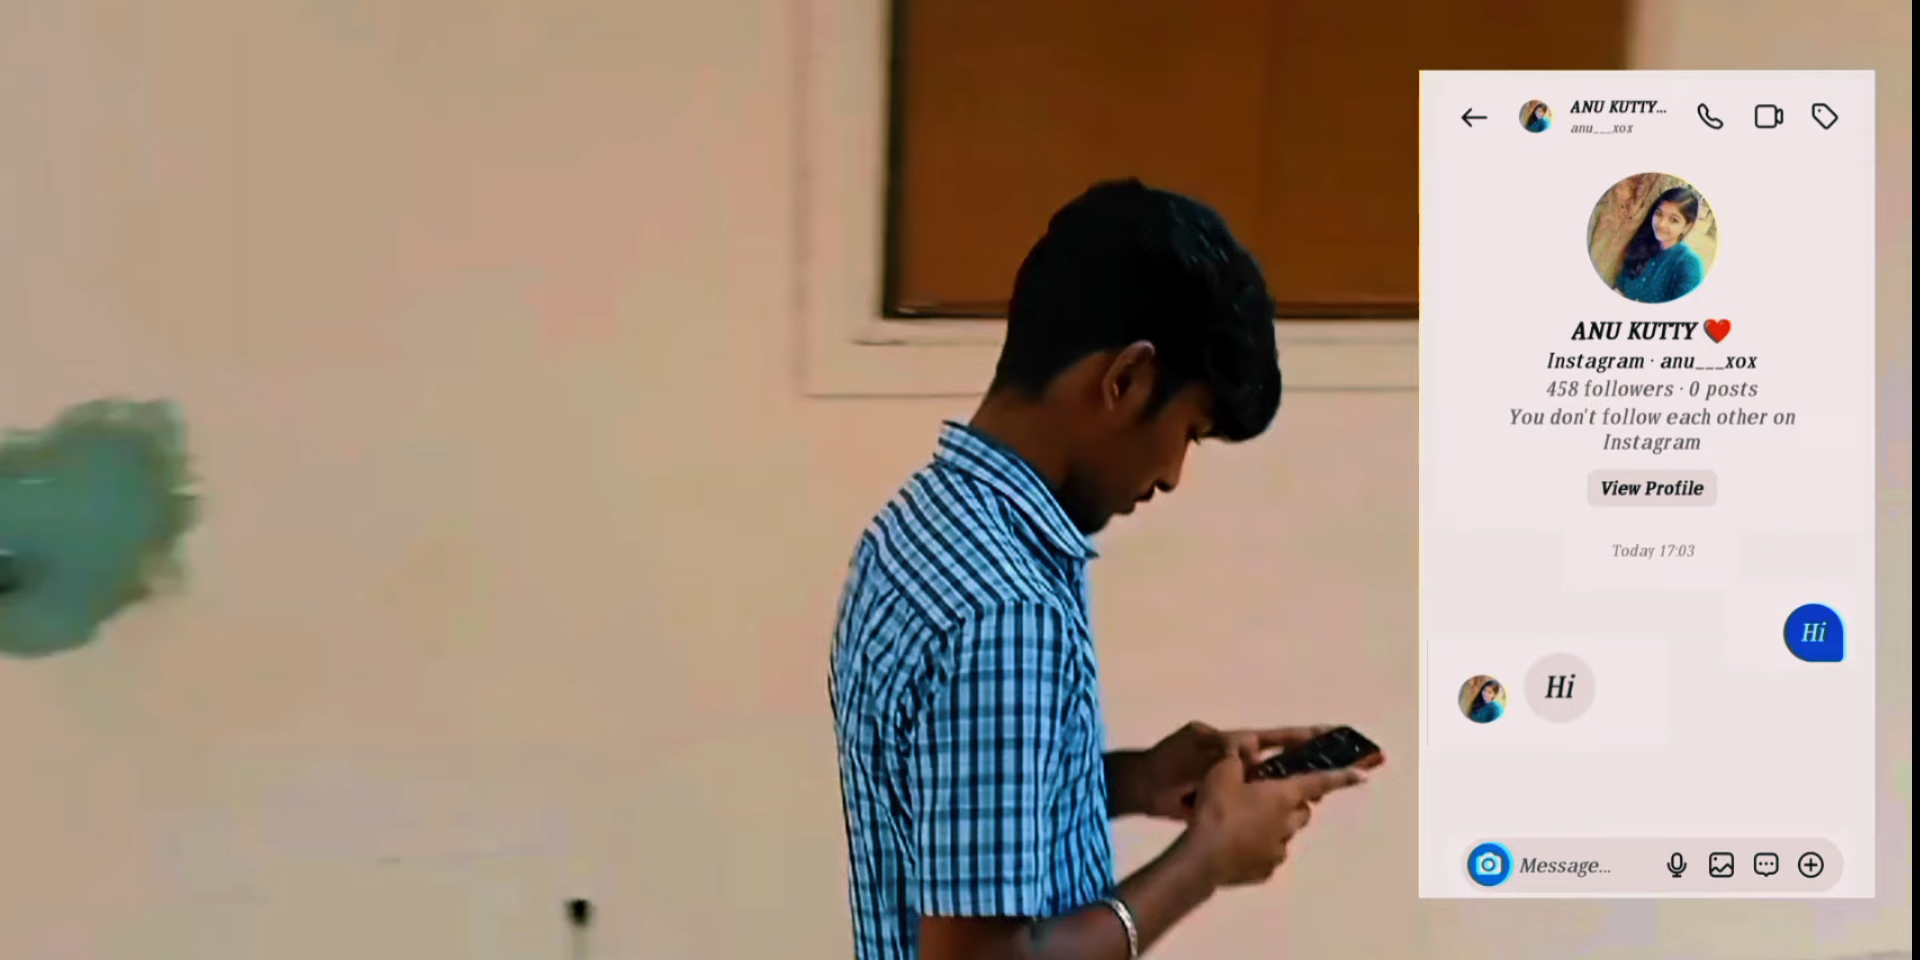 ANU KUTTY...
anu___xox
ANU KUTTY ❤️
Instagram · anu___xox
458 followers · 0 posts
You don't follow each other on
Instagram
View Profile
Today 17:03
Hi
Hi
Message...